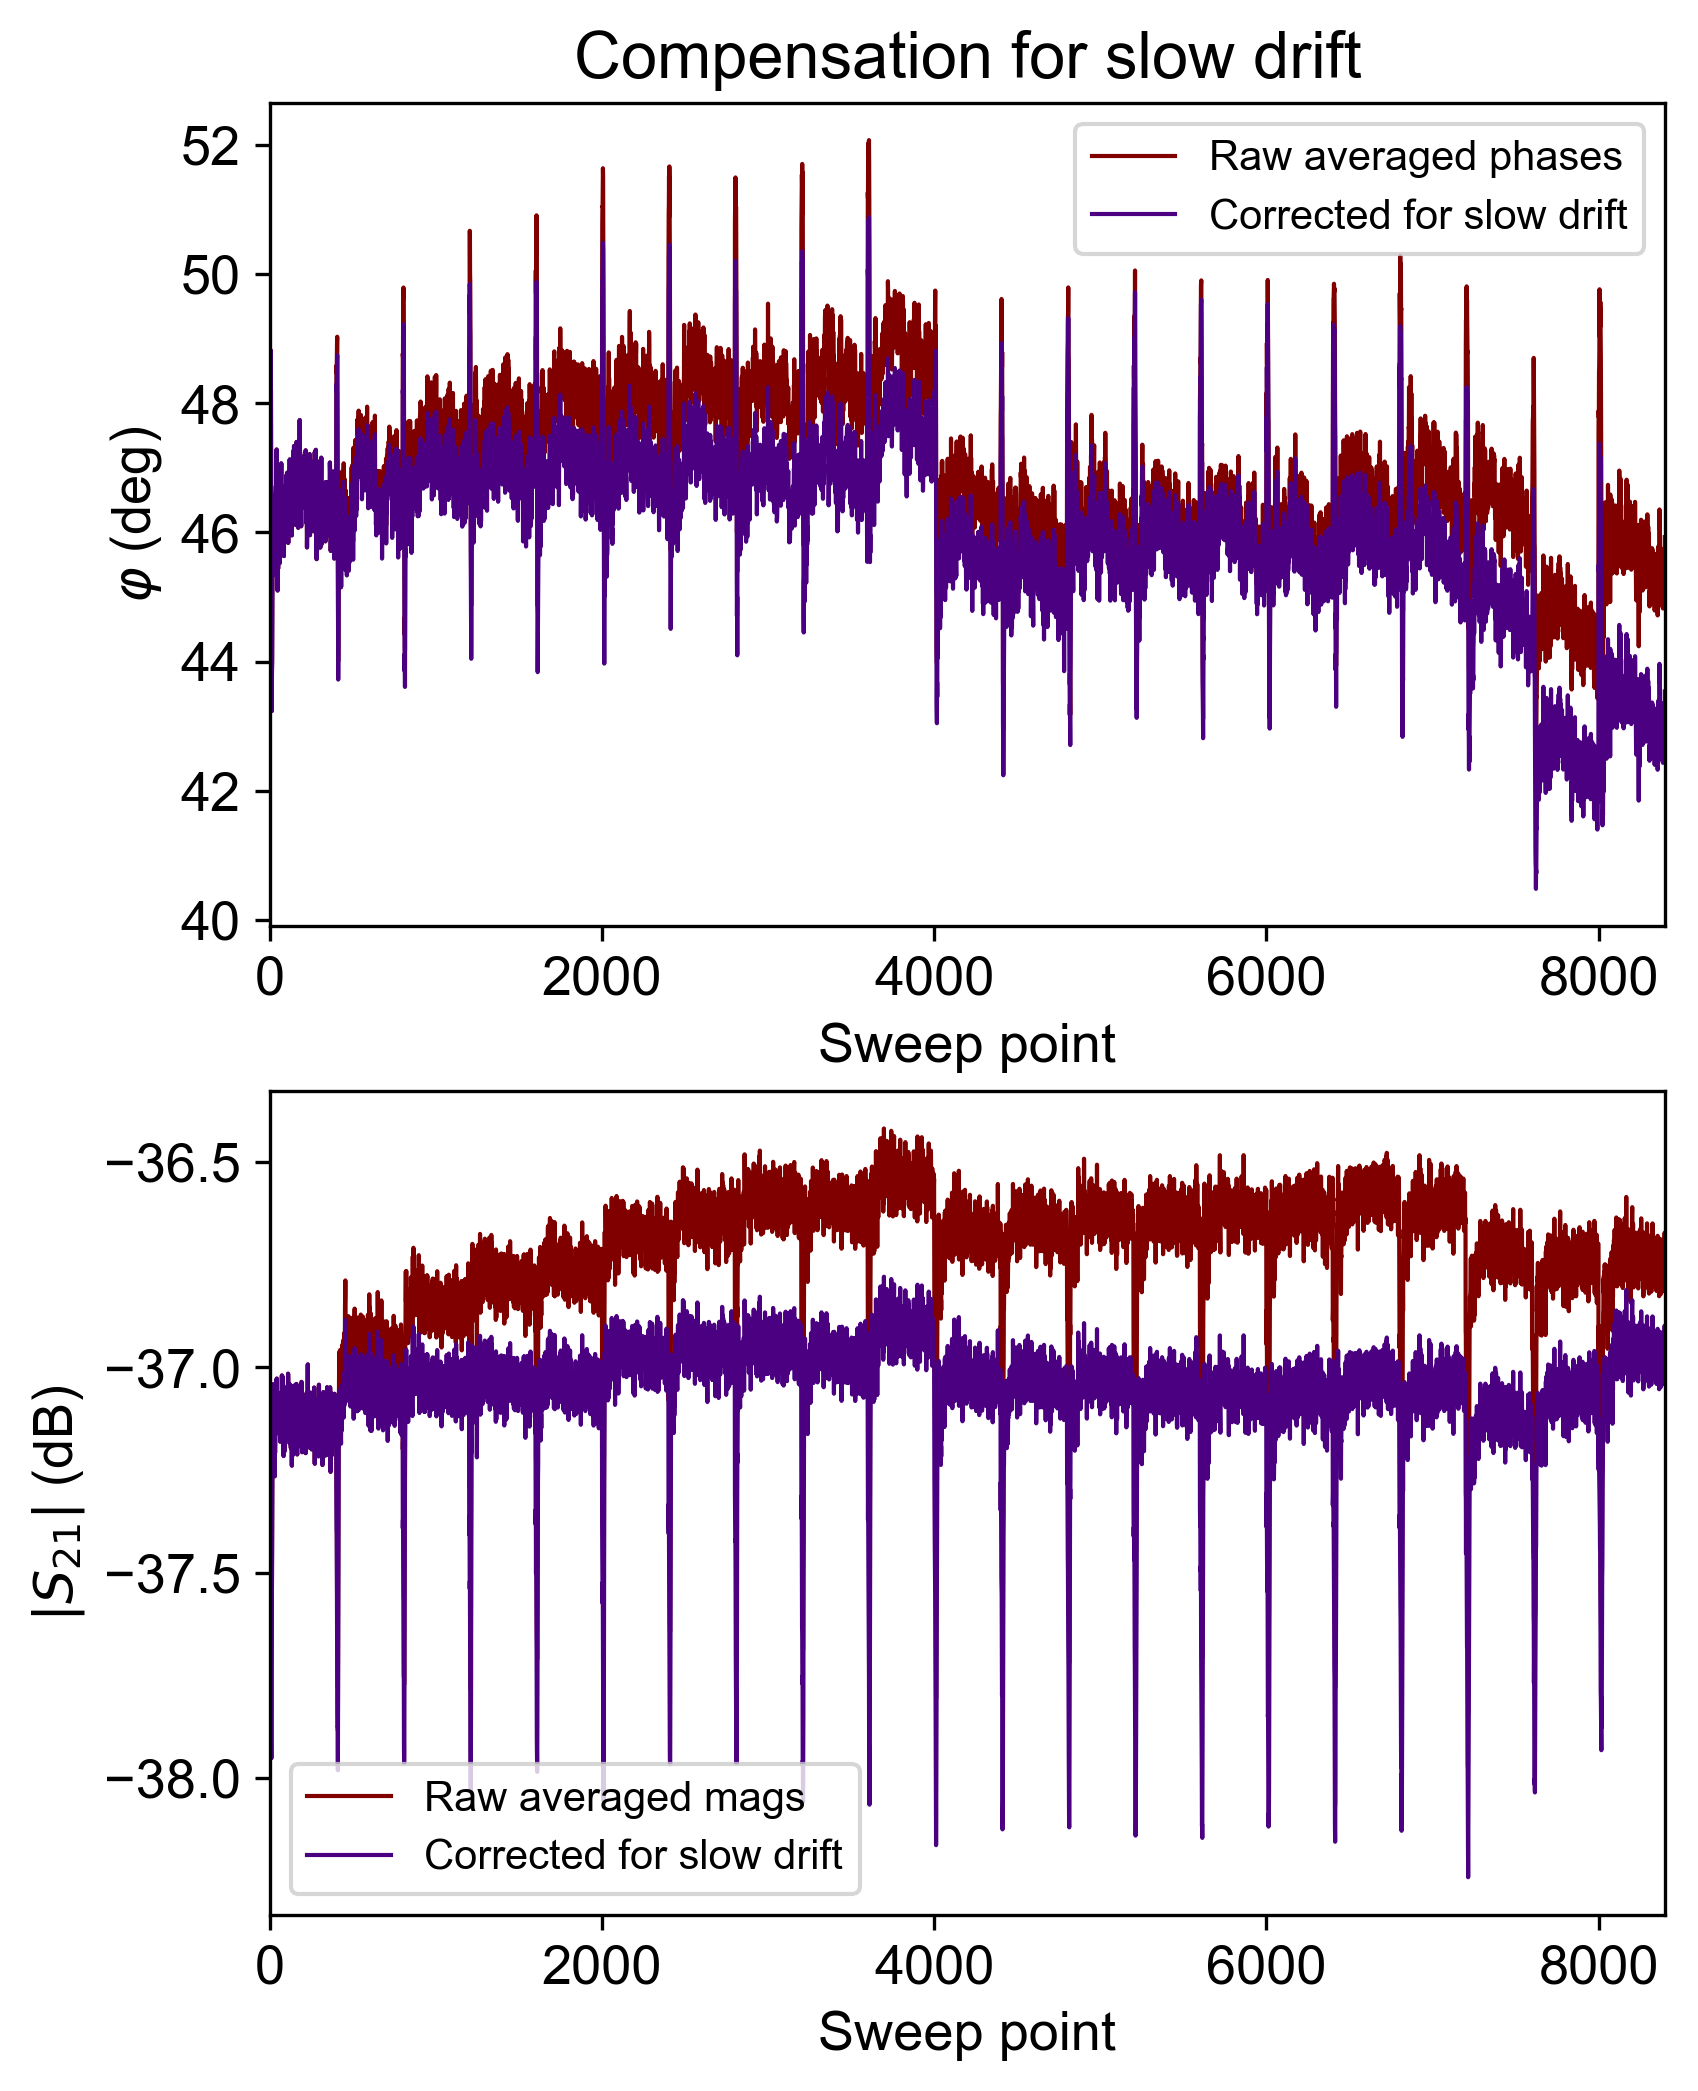 Compensation for slow drift
52
50
48
46
44
42
40
φ (deg)
Raw averaged phases
Corrected for slow drift
0 2000 4000 6000 8000
Sweep point
−36.5
−37.0
−37.5
−38.0
|S₂₁| (dB)
Raw averaged mags
Corrected for slow drift
0 2000 4000 6000 8000
Sweep point